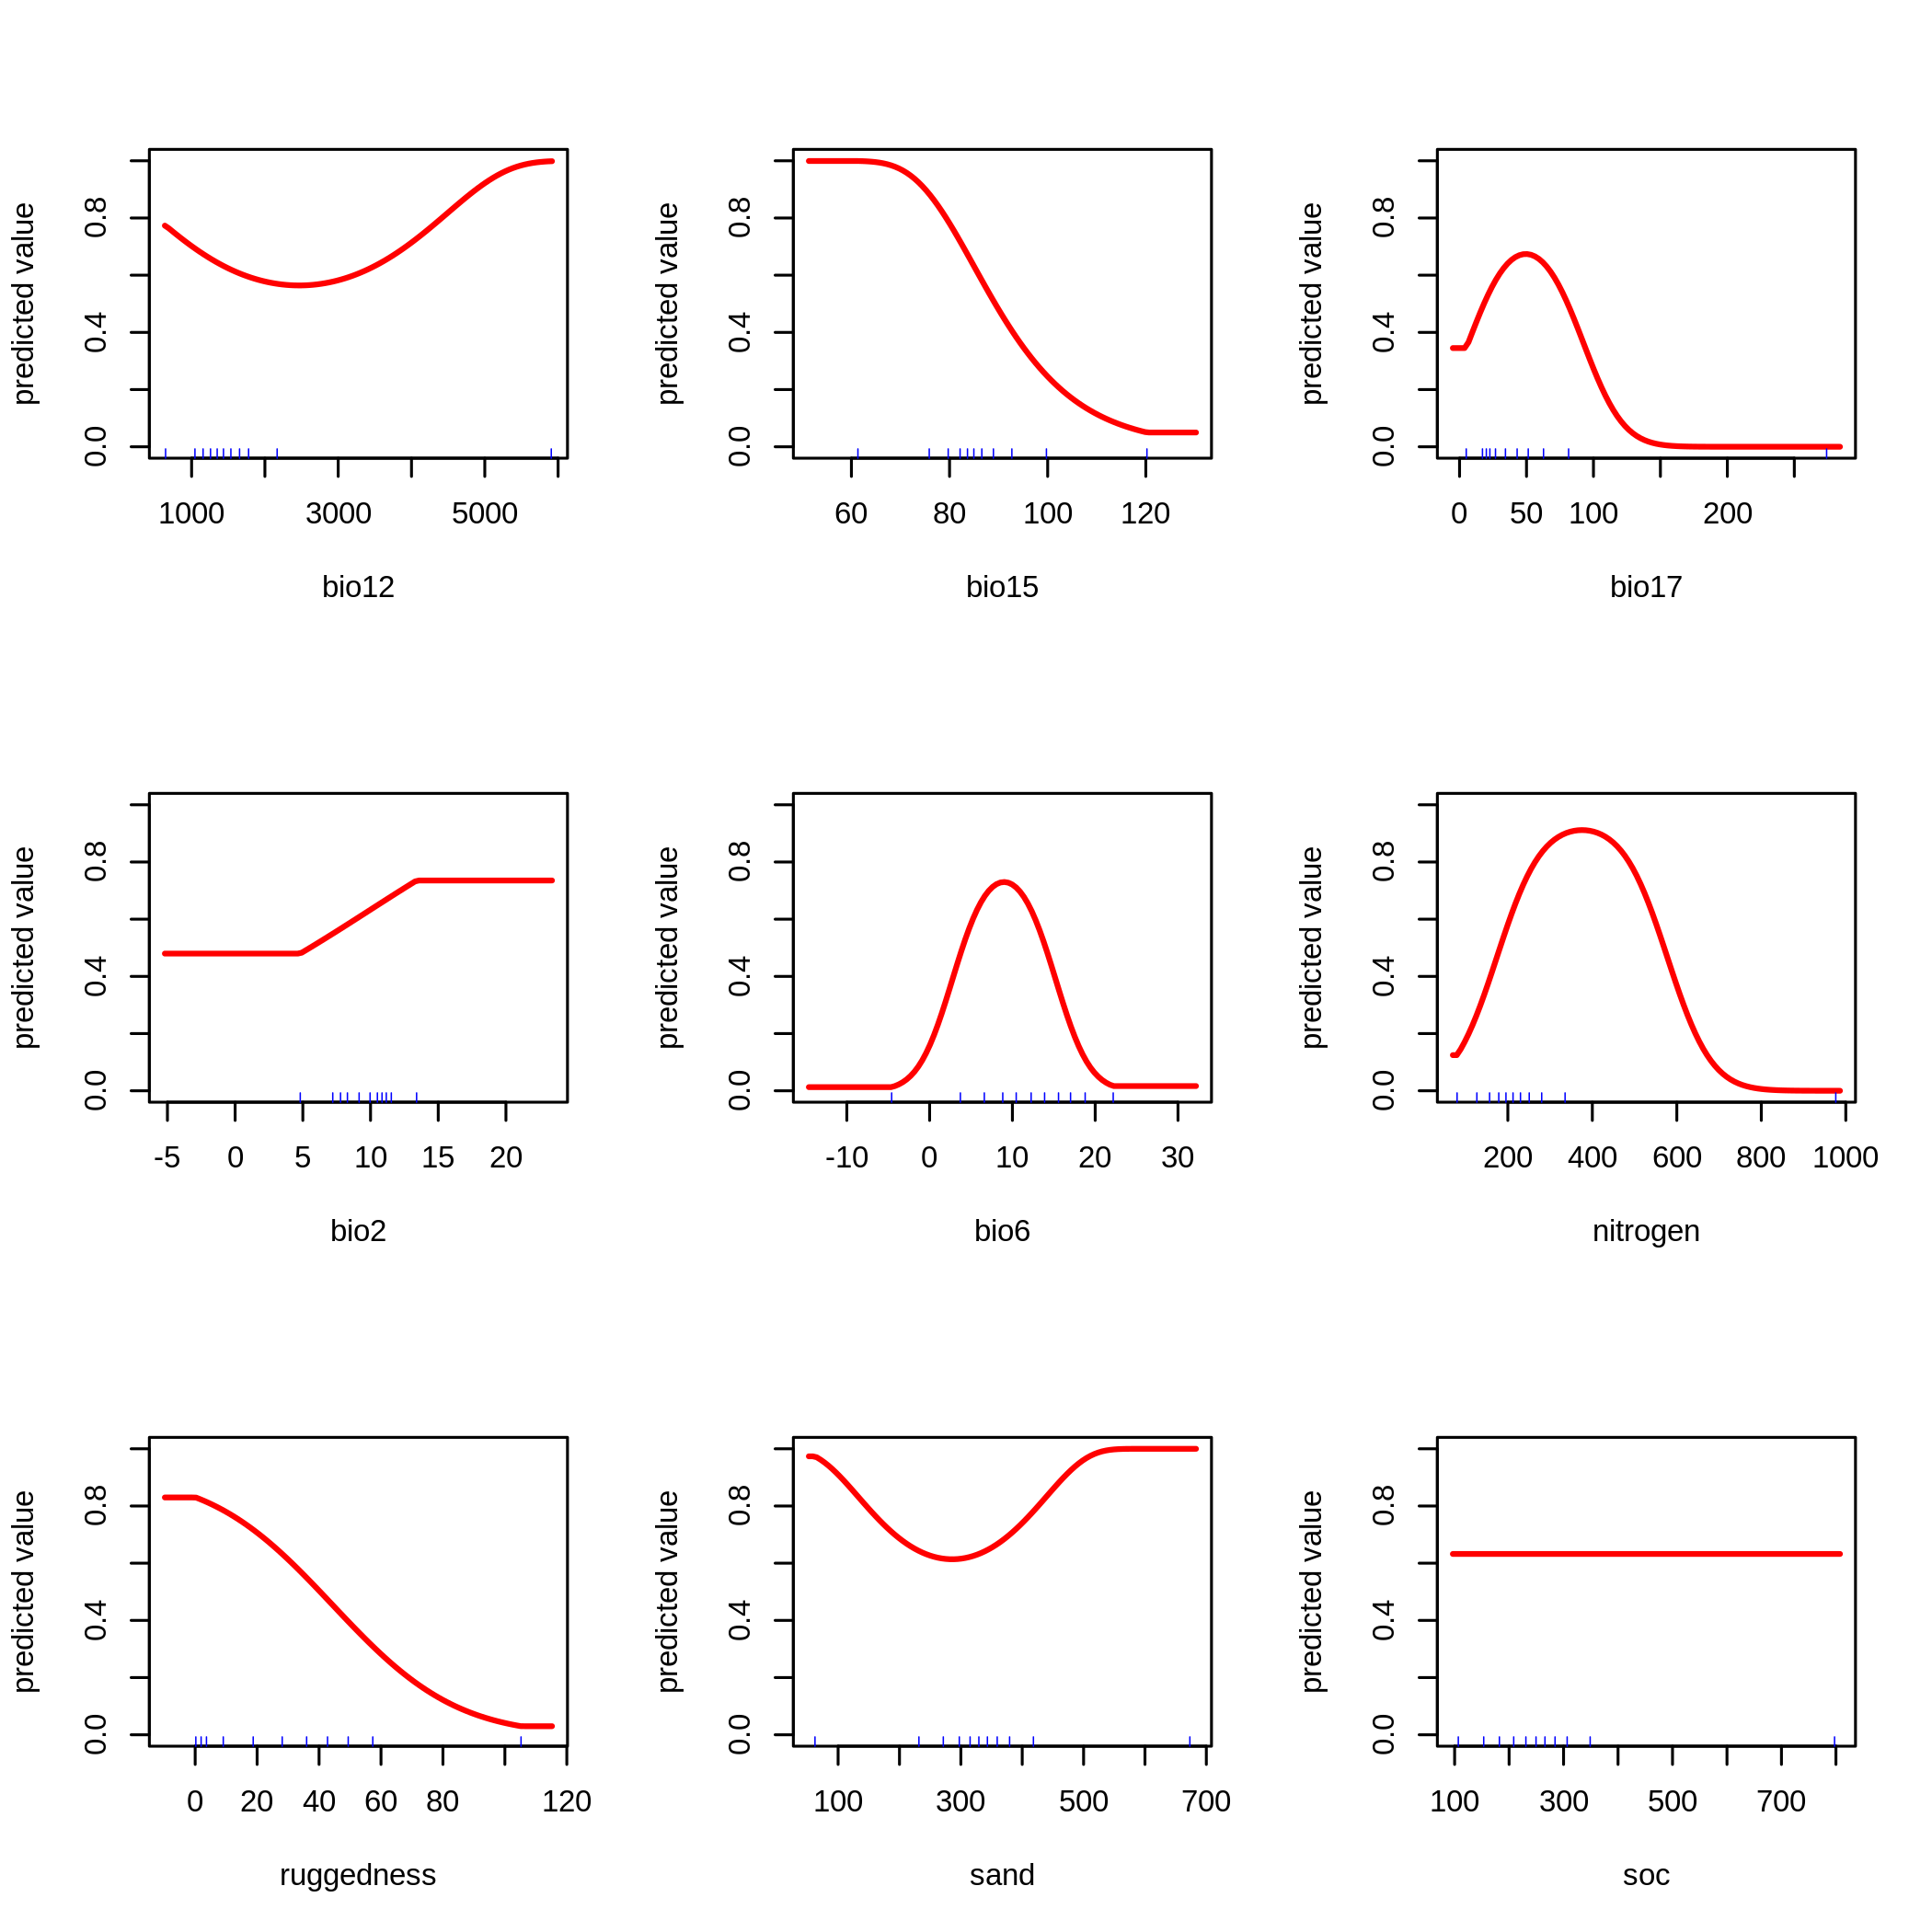 predicted value
0.0 0.4 0.8
1000 3000 5000
bio12
predicted value
0.0 0.4 0.8
60 80 100 120
bio15
predicted value
0.0 0.4 0.8
0 50 100 200
bio17
predicted value
0.0 0.4 0.8
-5 0 5 10 15 20
bio2
predicted value
0.0 0.4 0.8
-10 0 10 20 30
bio6
predicted value
0.0 0.4 0.8
200 400 600 800 1000
nitrogen
predicted value
0.0 0.4 0.8
0 20 40 60 80 120
ruggedness
predicted value
0.0 0.4 0.8
100 300 500 700
sand
predicted value
0.0 0.4 0.8
100 300 500 700
soc